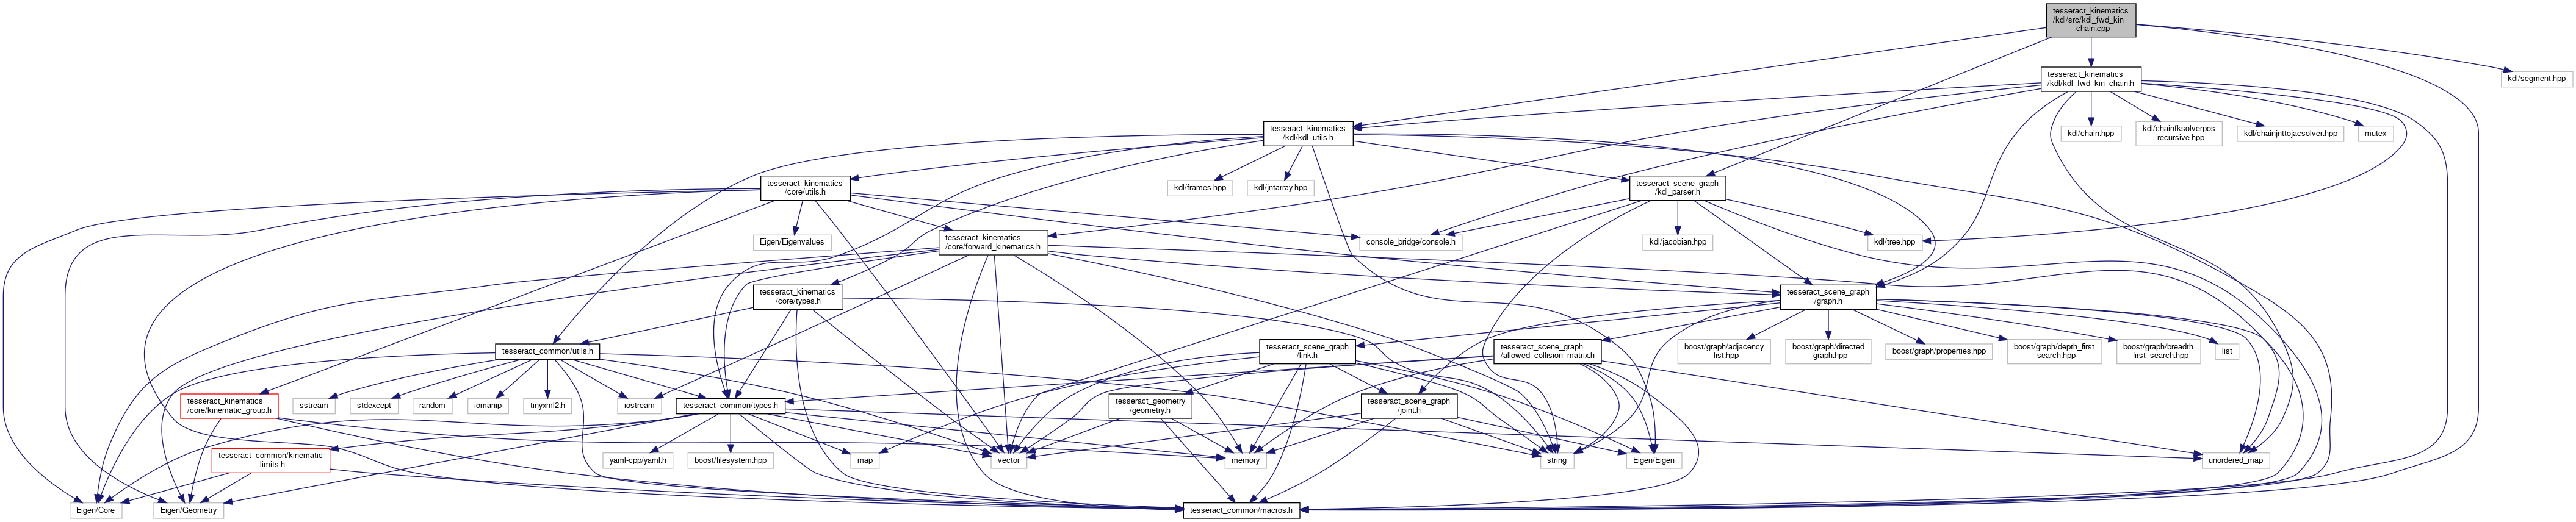 tesseract_kinematics
/kdl/src/kdl_fwd_kin
_chain.cpp
tesseract_kinematics
/kdl/kdl_fwd_kin_chain.h
kdl/segment.hpp
tesseract_kinematics
/kdl/kdl_utils.h
kdl/chain.hpp
kdl/chainfksolverpos
_recursive.hpp
kdl/chainjnttojacsolver.hpp
mutex
tesseract_kinematics
/core/utils.h
kdl/frames.hpp
kdl/jntarray.hpp
tesseract_scene_graph
/kdl_parser.h
Eigen/Eigenvalues
tesseract_kinematics
/core/forward_kinematics.h
console_bridge/console.h
kdl/jacobian.hpp
kdl/tree.hpp
tesseract_kinematics
/core/types.h
tesseract_scene_graph
/graph.h
tesseract_common/utils.h
tesseract_scene_graph
/link.h
tesseract_scene_graph
/allowed_collision_matrix.h
boost/graph/adjacency
_list.hpp
boost/graph/directed
_graph.hpp
boost/graph/properties.hpp
boost/graph/depth_first
_search.hpp
boost/graph/breadth
_first_search.hpp
list
tesseract_kinematics
/core/kinematic_group.h
sstream
stdexcept
random
iomanip
tinyxml2.h
iostream
tesseract_common/types.h
tesseract_geometry
/geometry.h
tesseract_scene_graph
/joint.h
tesseract_common/kinematic
_limits.h
yaml-cpp/yaml.h
boost/filesystem.hpp
map
vector
memory
string
Eigen/Eigen
unordered_map
Eigen/Core
Eigen/Geometry
tesseract_common/macros.h